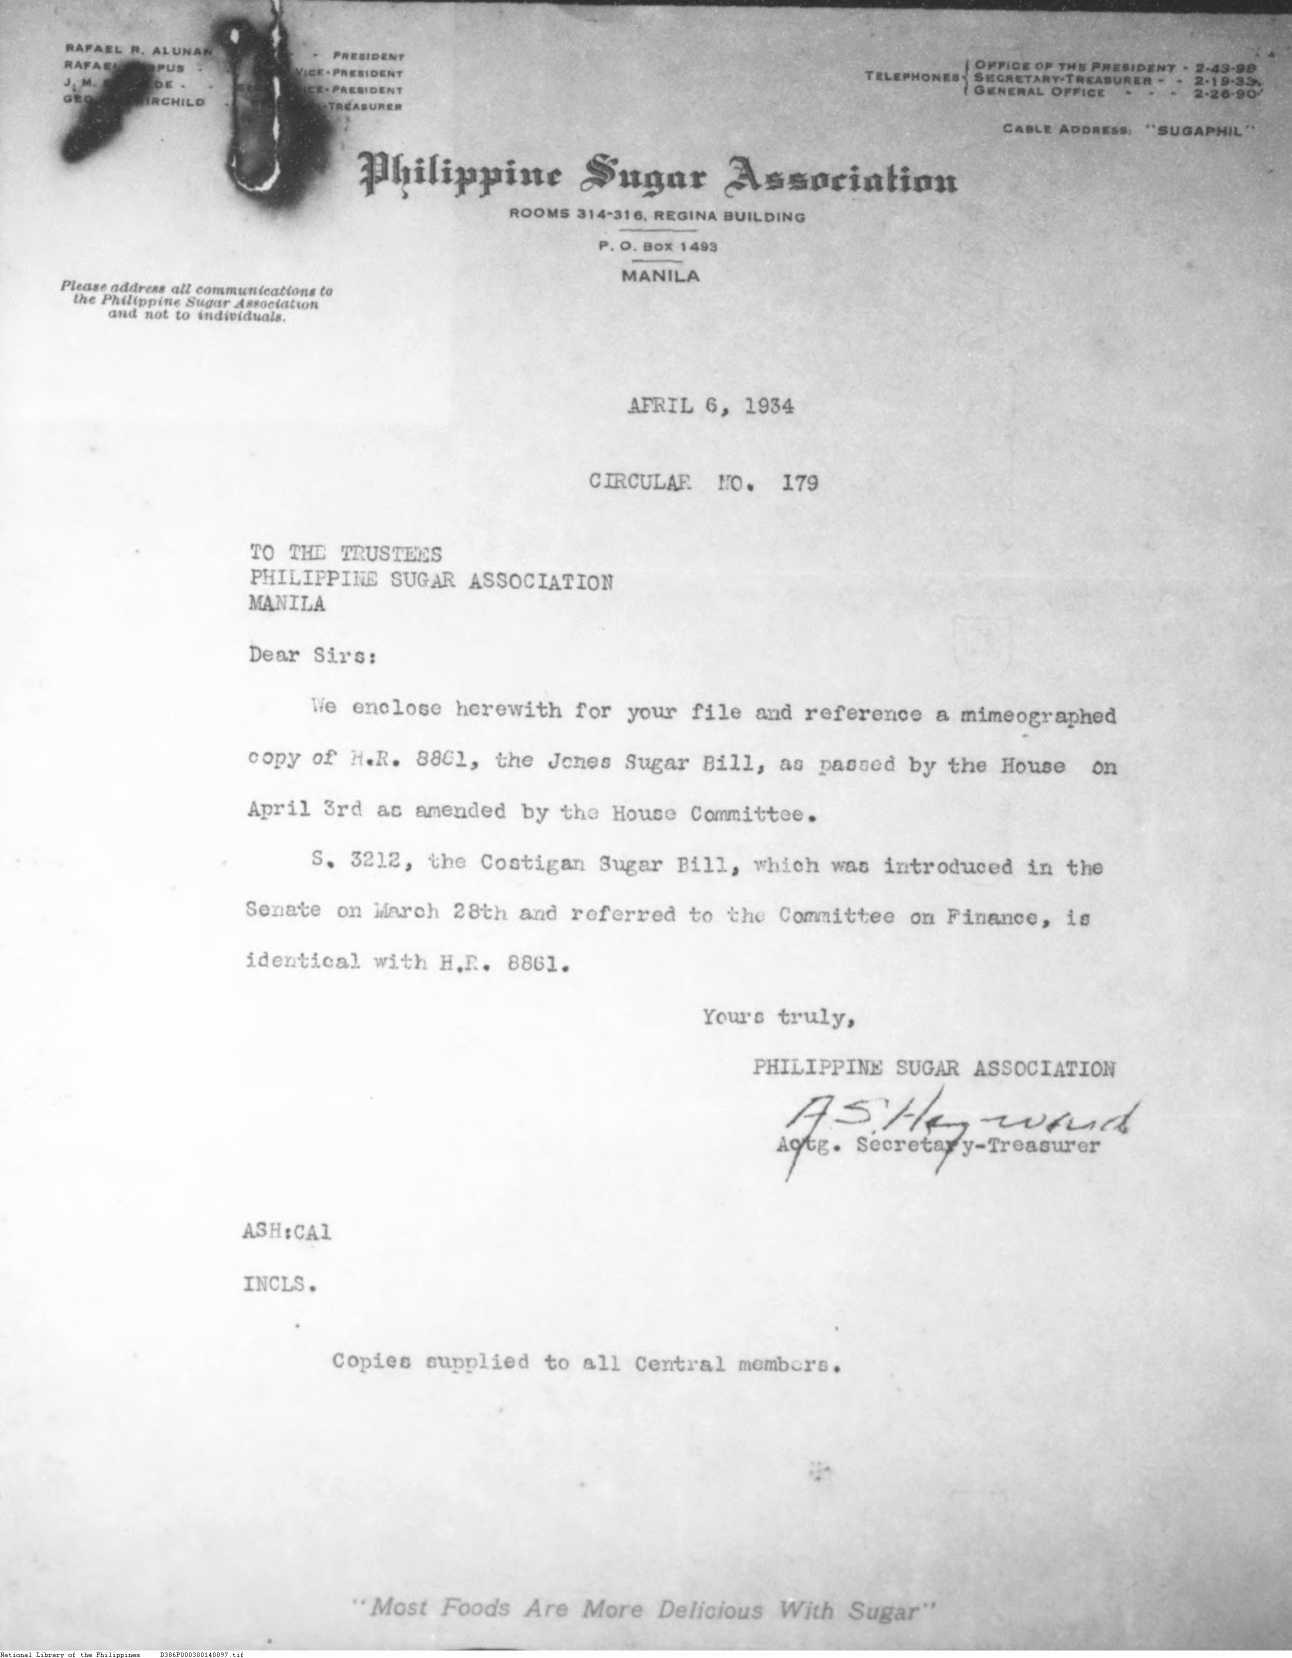 RAFAEL R. ALUNAN - - PRESIDENT
RAFAEL - VICE-PRESIDENT
J. M. - - VICE-PRESIDENT
FAIRCHILD - TREASURER
TELEPHONES
OFFICE OF THE PRESIDENT - 2-43-98
SECRETARY-TREASURER - - 2-19-33
GENERAL OFFICE - - - 2-26-90
CABLE ADDRESS: "SUGAPHIL"
Philippine Sugar Association
ROOMS 314-316, REGINA BUILDING
P. O. BOX 1493
MANILA
Please address all communications to
the Philippine Sugar Association
and not to individuals.
APRIL 6, 1934
CIRCULAR NO. 179
TO THE TRUSTEES
PHILIPPINE SUGAR ASSOCIATION
MANILA
Dear Sirs:
We enclose herewith for your file and reference a mimeographed
copy of H.R. 8861, the Jones Sugar Bill, as passed by the House on
April 3rd as amended by the House Committee.
S. 3212, the Costigan Sugar Bill, which was introduced in the
Senate on March 28th and referred to the Committee on Finance, is
identical with H.R. 8861.
Yours truly,
PHILIPPINE SUGAR ASSOCIATION
A.S. Heyward
Actg. Secretary-Treasurer
ASH:CAl
INCLS.
Copies supplied to all Central members.
"Most Foods Are More Delicious With Sugar"
National Library of the Philippines D386P000300140097.tif